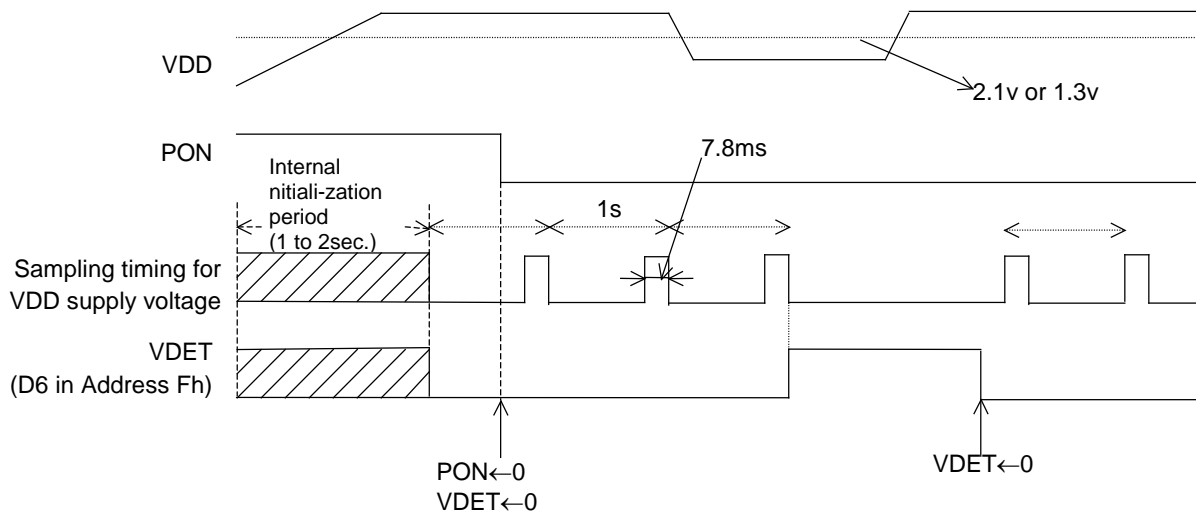 VDD
2.1v or 1.3v
PON
7.8ms
Internal
nitiali-zation
period
(1 to 2sec.)
1s
Sampling timing for
VDD supply voltage
VDET
(D6 in Address Fh)
PON←0
VDET←0
VDET←0